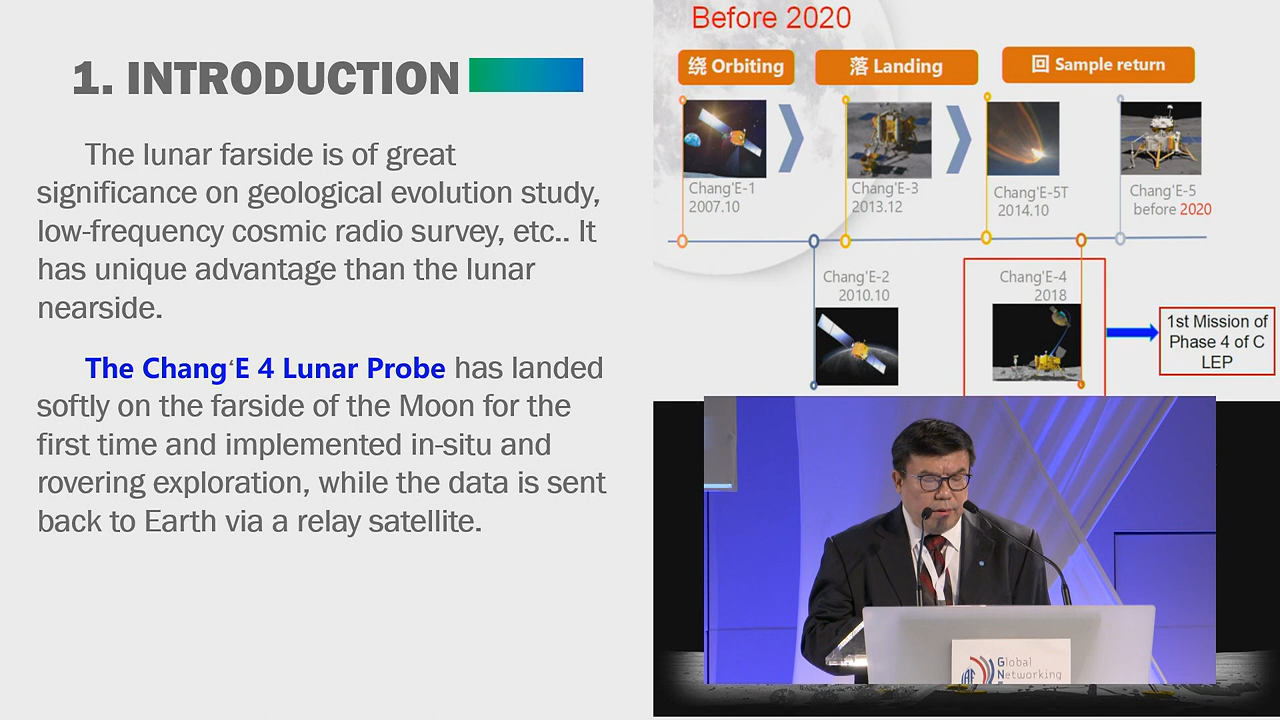 1. INTRODUCTION
The lunar farside is of great
significance on geological evolution study,
low-frequency cosmic radio survey, etc.. It
has unique advantage than the lunar
nearside.
The Chang‘E 4 Lunar Probe has landed
softly on the farside of the Moon for the
first time and implemented in-situ and
rovering exploration, while the data is sent
back to Earth via a relay satellite.
Before 2020
绕 Orbiting
落 Landing
回 Sample return
Chang'E-1
2007.10
Chang'E-3
2013.12
Chang'E-5T
2014.10
Chang'E-5
before 2020
Chang'E-2
2010.10
Chang'E-4
2018
1st Mission of
Phase 4 of C
LEP
IAF
Global
Networking